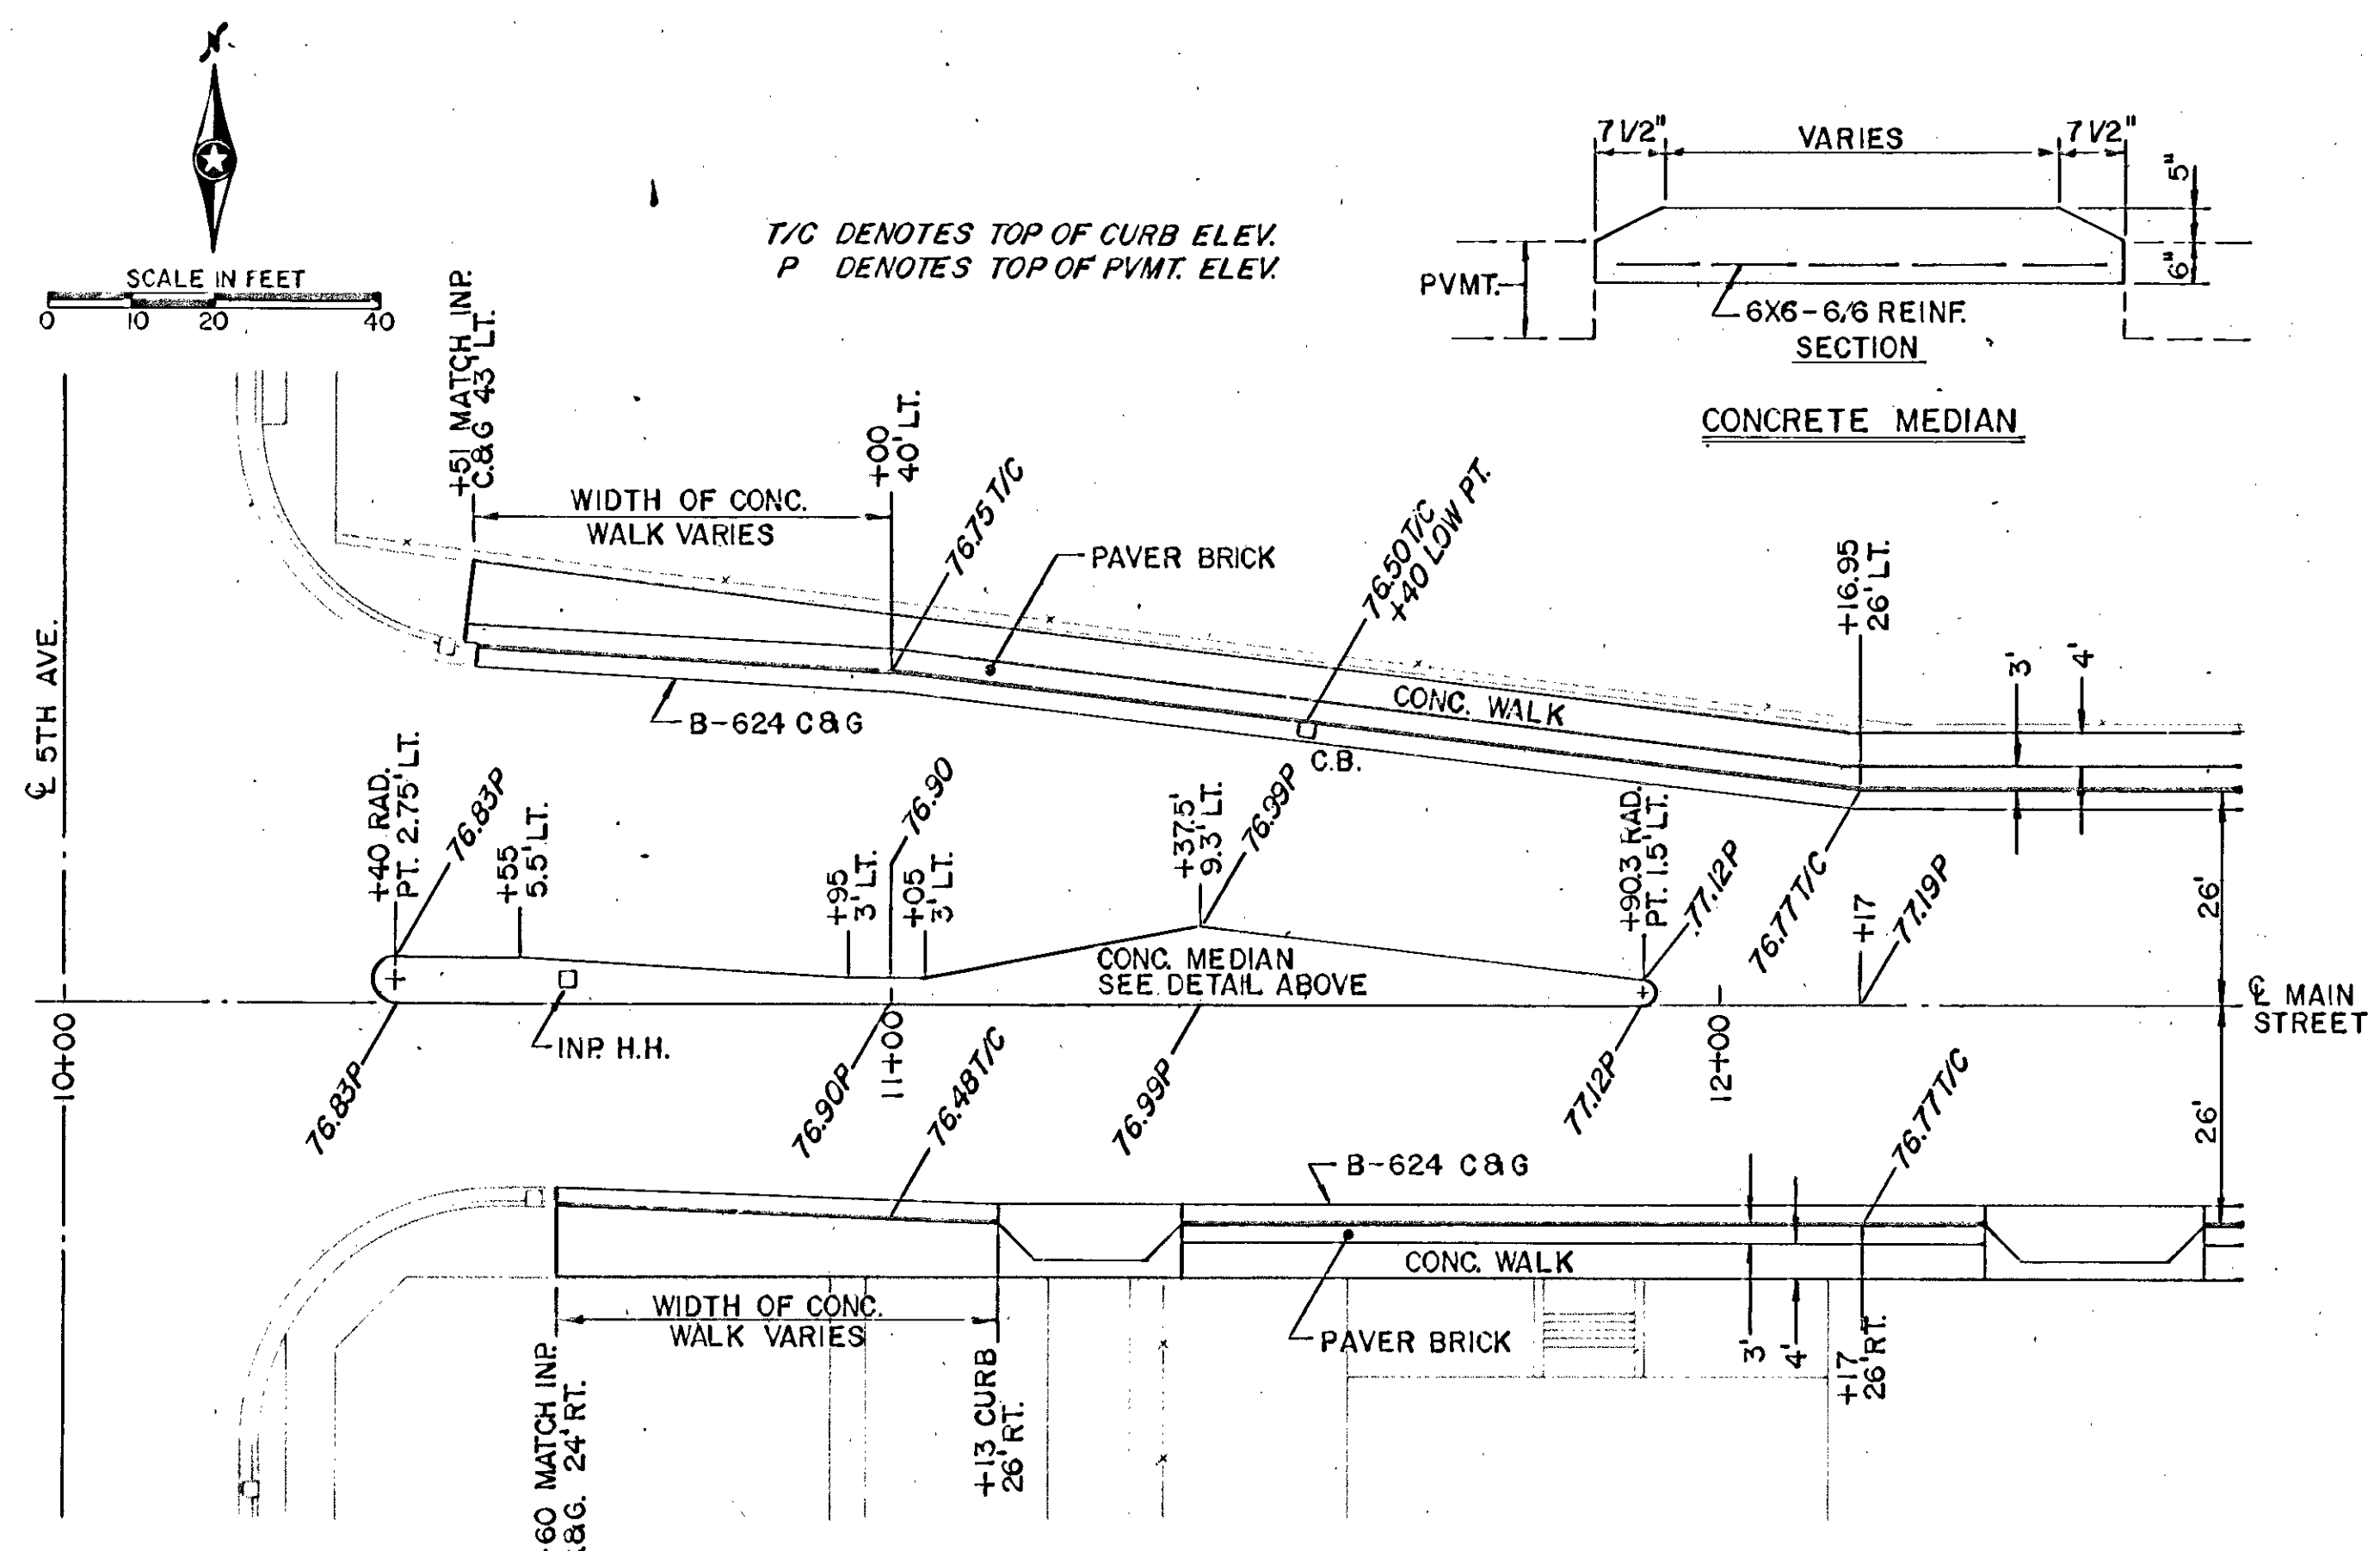 N.
SCALE IN FEET
0 10 20 40
T/C DENOTES TOP OF CURB ELEV.
P DENOTES TOP OF PVMT. ELEV.
7 1/2"
VARIES
7 1/2"
5"
6"
PVMT.
6X6-6/6 REINF.
SECTION
CONCRETE MEDIAN
+51 MATCH INP.
C.&G 43' LT.
WIDTH OF CONC.
WALK VARIES
+00
40' LT.
76.75 T/C
PAVER BRICK
76.50 T/C
+40 LOW PT.
+16.95
26' LT.
3'
4'
CONC. WALK
B-624 C&G
C.B.
℄ 5TH AVE.
+40 RAD.
PT. 2.75' LT.
76.83P
+55
5.5' LT.
+95
3' LT.
76.90
+05
3' LT.
+37.5'
9.3' LT.
76.99P
+90.3 RAD.
PT. 1.5' LT.
77.12P
76.77 T/C
+17
77.19P
26'
CONC. MEDIAN
SEE DETAIL ABOVE
℄ MAIN
STREET
INP. H.H.
10+00
76.83P
76.90P
11+00
76.48 T/C
76.99P
77.12P
12+00
76.77 T/C
26'
B-624 C&G
CONC. WALK
WIDTH OF CONC.
WALK VARIES
PAVER BRICK
3'
4'
+17
26' RT.
60 MATCH INP.
&G. 24' RT.
+13 CURB
26' RT.